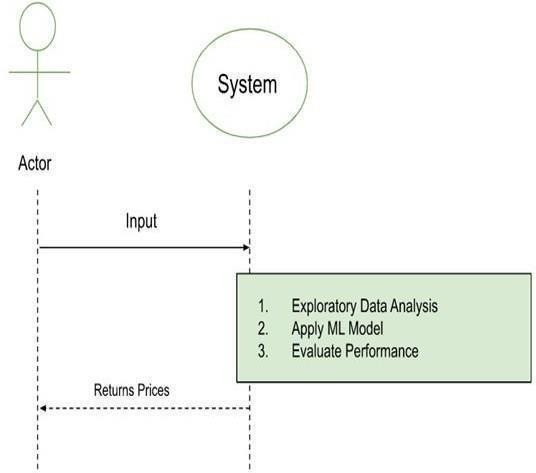 System
Actor
Input
1. Exploratory Data Analysis
2. Apply ML Model
3. Evaluate Performance
Returns Prices